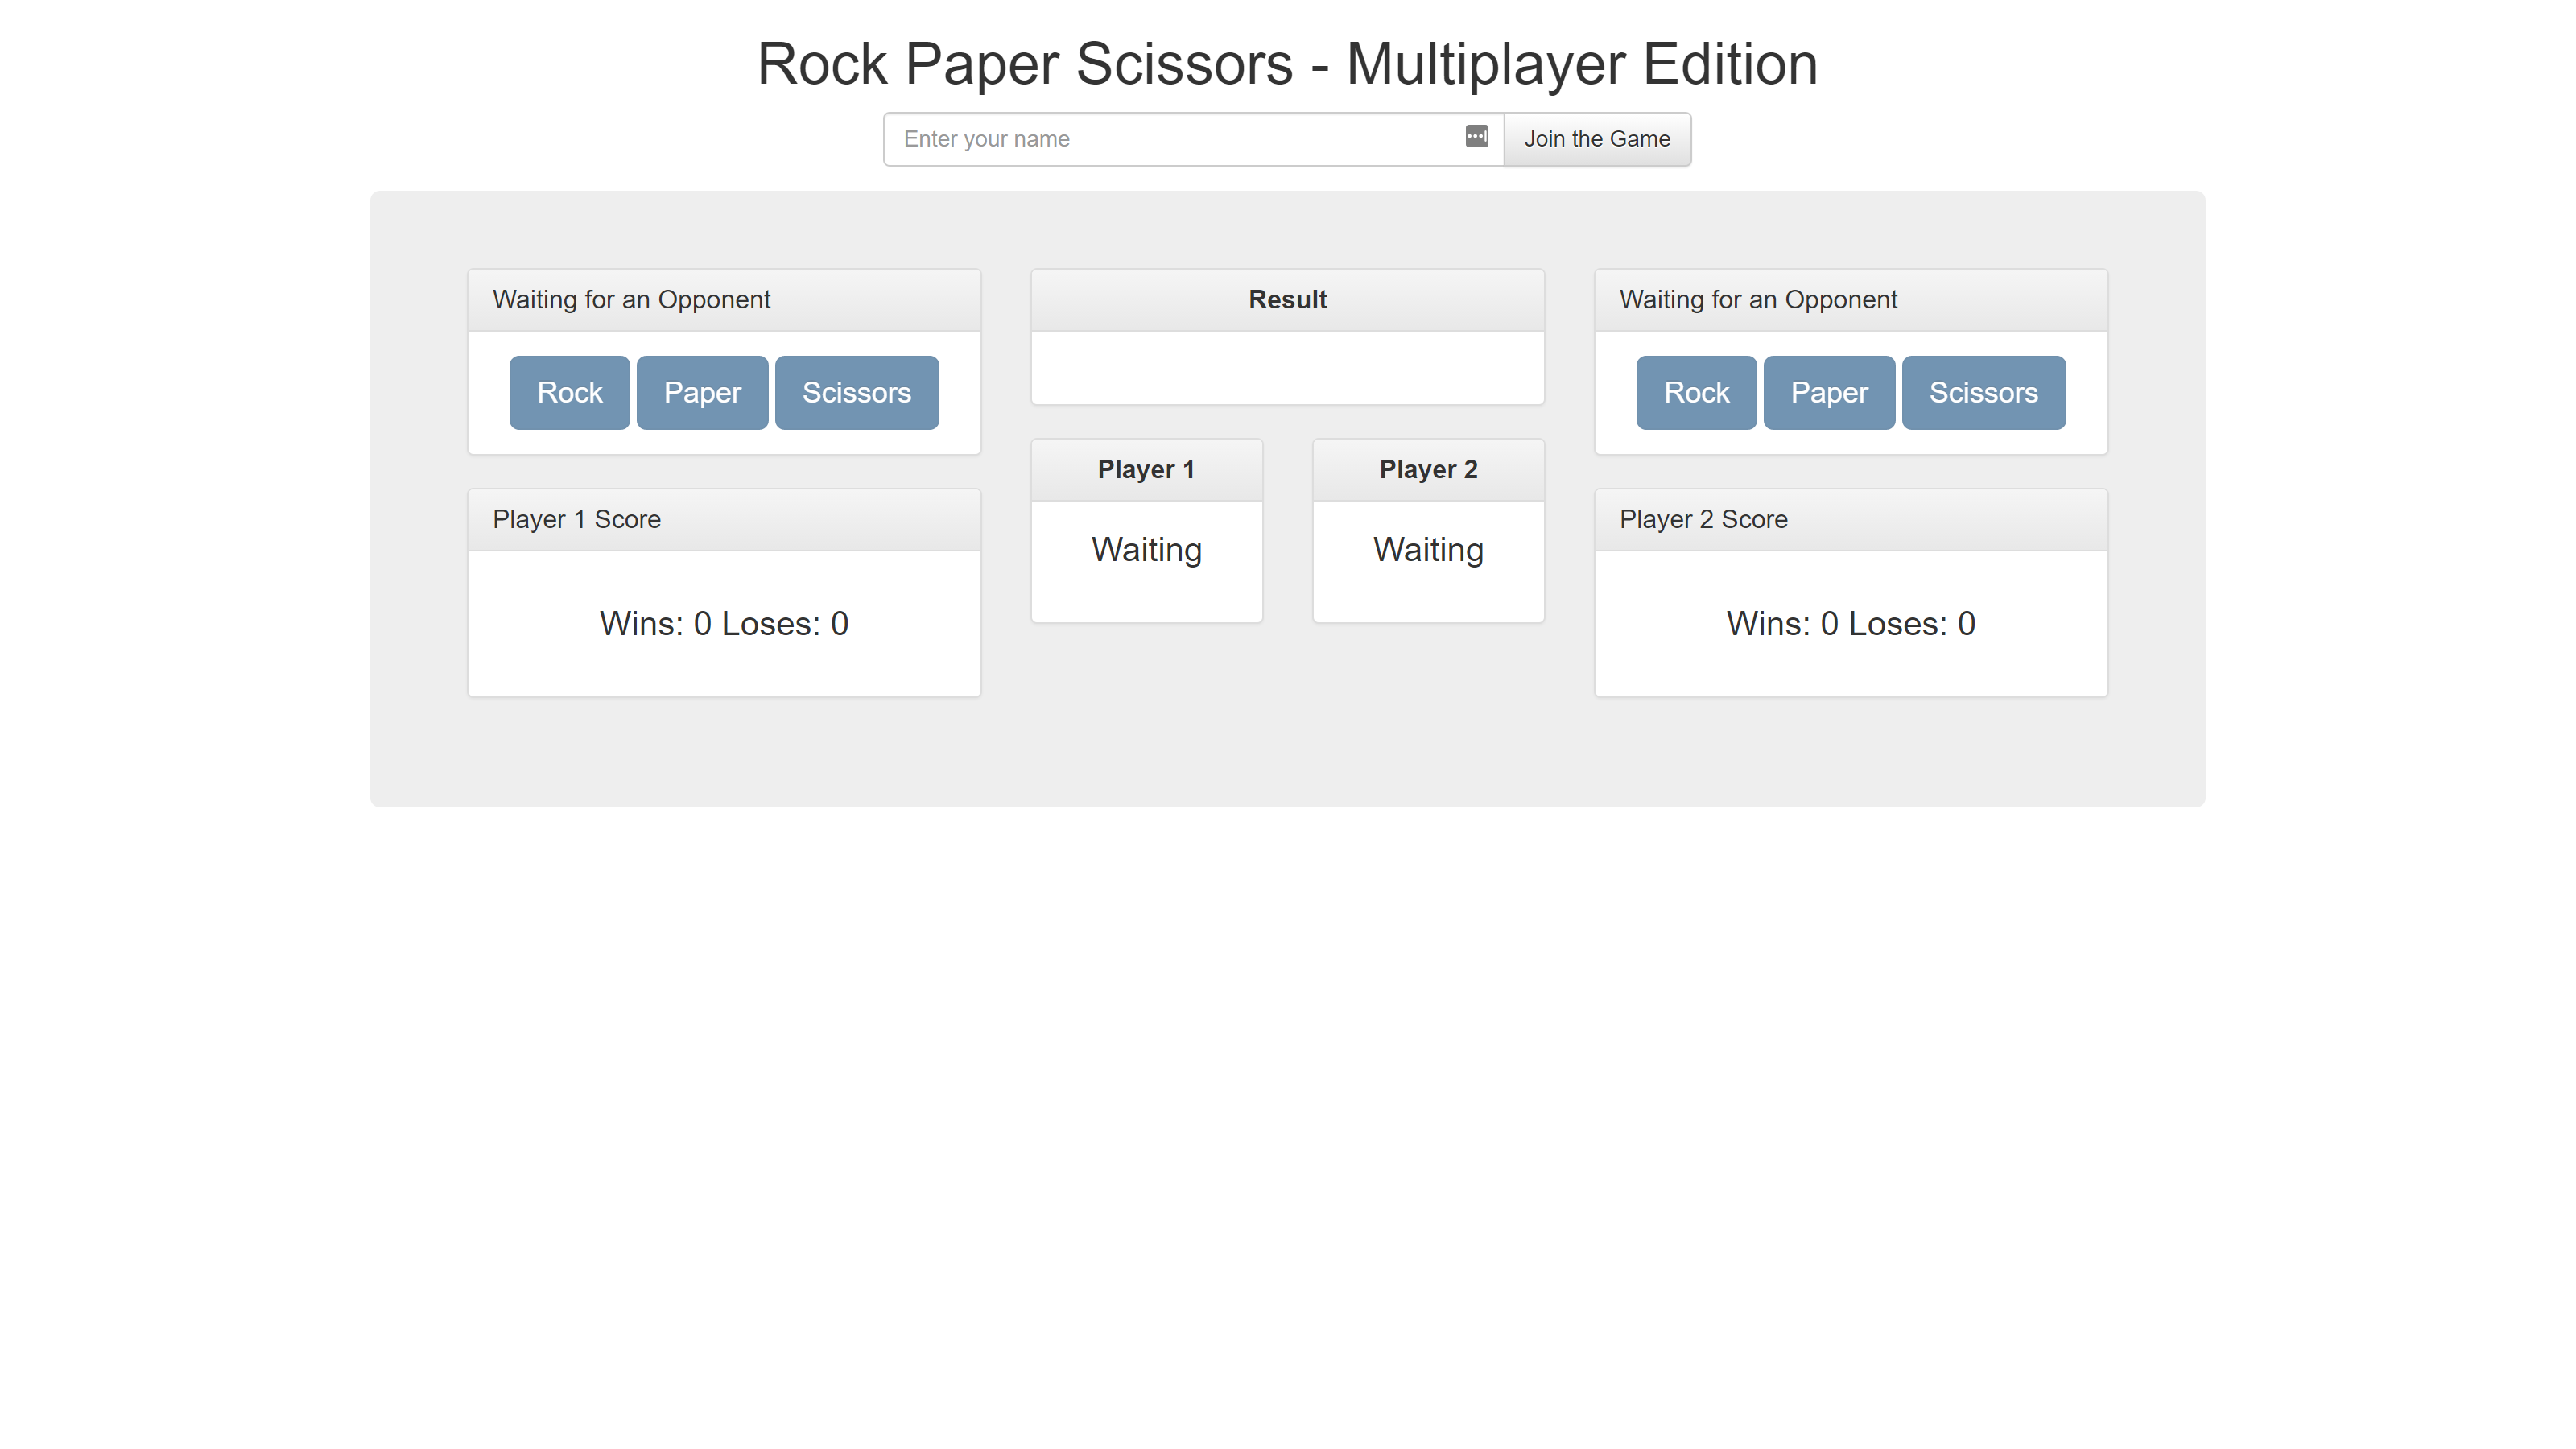 Rock Paper Scissors - Multiplayer Edition
Enter your name
Join the Game
Waiting for an Opponent
Rock Paper Scissors
Player 1 Score
Wins: 0 Loses: 0
Result
Player 1
Waiting
Player 2
Waiting
Waiting for an Opponent
Rock Paper Scissors
Player 2 Score
Wins: 0 Loses: 0